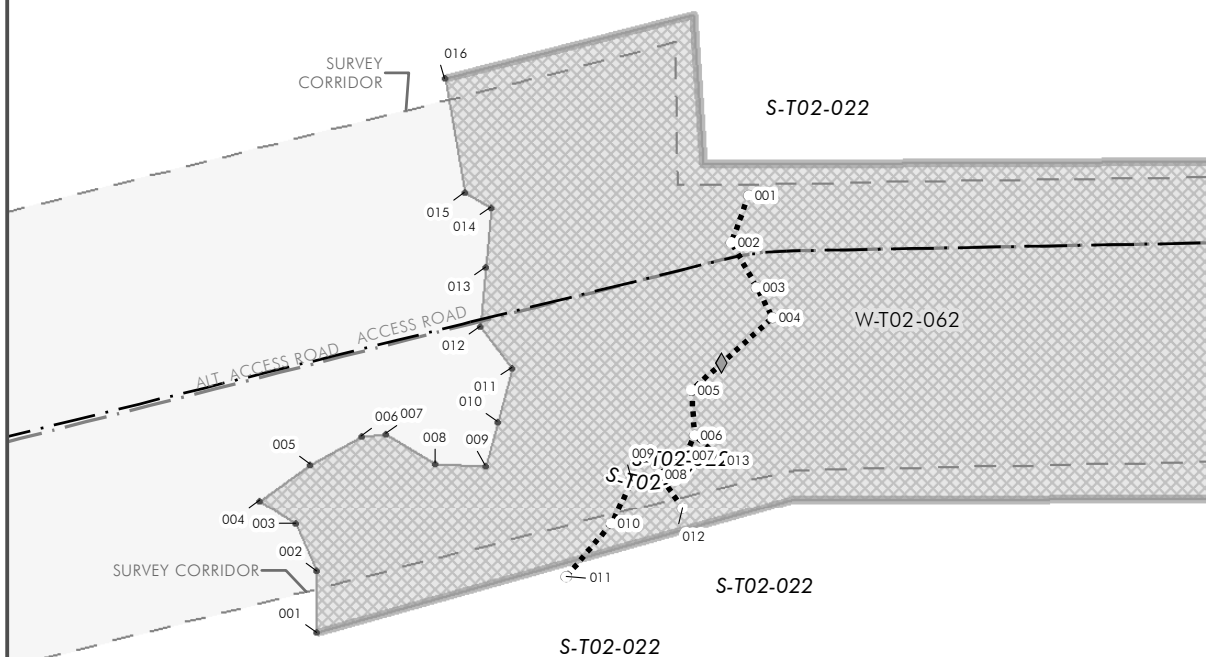 016
SURVEY
CORRIDOR
S-T02-022
015
014
001
002
013
003
004
W-T02-062
012
ALT. ACCESS ROAD
ACCESS ROAD
011
005
010
006
007
005
008
009
006
009
S-T02-022
007
013
S-T02-
008
004
003
010
012
002
SURVEY CORRIDOR
011
S-T02-022
001
S-T02-022